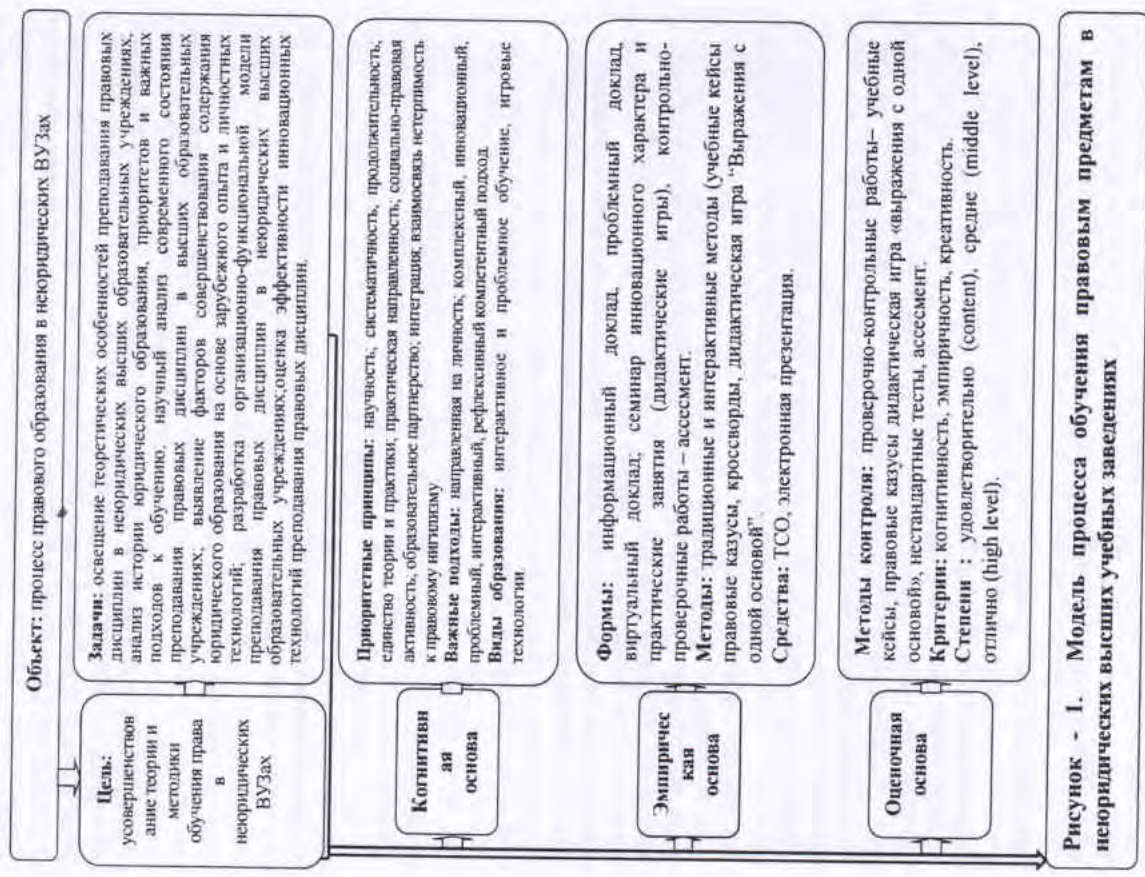 Объект: процесс правового образования в неюридических ВУЗах
Цель:
усовершенствов
ание теории и
методики
обучения права
в
неюридических
ВУЗах
Задачи: освещение теоретических особенностей преподавания правовых
дисциплин в неюридических высших образовательных учреждениях,
анализ истории юридического образования, приоритетов и важных
подходов к обучению; научный анализ современного состояния
преподавания правовых дисциплин в высших образовательных
учреждениях; выявление факторов совершенствования содержания
юридического образования на основе зарубежного опыта и личностных
технологий; разработка организационно-функциональной модели
преподавания правовых дисциплин в неюридических высших
образовательных учреждениях;оценка эффективности инновационных
технологий преподавания правовых дисциплин.
Когнитивн
ая
основа
Приоритетные принципы: научность; систематичность, продолжительность;
единство теории и практики; практическая направленность; социально-правовая
активность, образовательное партнерство; интеграция, взаимосвязь нетерпимость
к правовому нигилизму.
Важные подходы: направленная на личность, комплексный, инновационный,
проблемный, интерактивный, рефлексивный компетентный подход.
Виды образования: интерактивное и проблемное обучение, игровые
технологии.
Эмпиричес
кая
основа
Формы: информационный доклад, проблемный доклад,
виртуальный доклад; семинар инновационного характера и
практические занятия (дидактические игры), контрольно-
проверочные работы – ассесмент.
Методы: традиционные и интерактивные методы (учебные кейсы
правовые казусы, кроссворды, дидактическая игра "Выражения с
одной основой".
Средства: ТСО, электронная презентация.
Оценочная
основа
Методы контроля: проверочно-контрольные работы– учебные
кейсы, правовые казусы дидактическая игра «выражения с одной
основой», нестандартные тесты, ассесмент.
Критерии: когнитивность, эмпиричность, креативность.
Степени : удовлетворительно (content), средне (middle level),
отлично (high level).
Рисунок - 1. Модель процесса обучения правовым предметам в
неюридических высших учебных заведениях